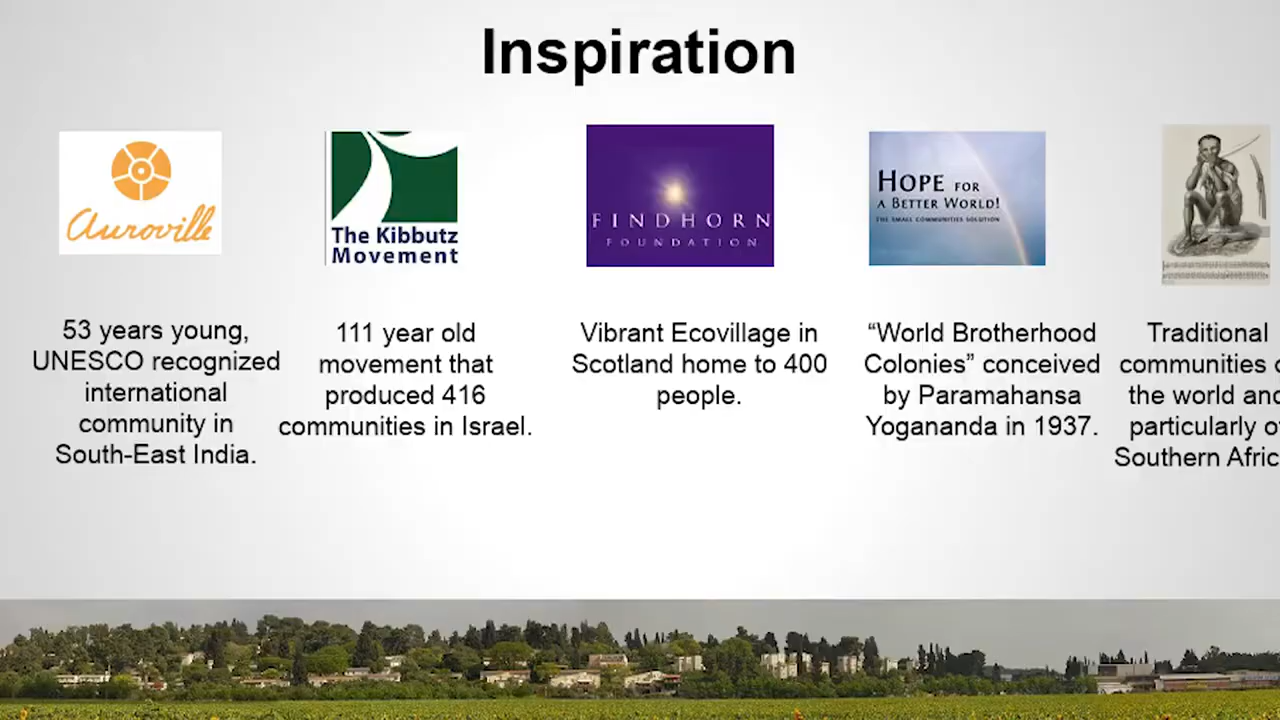 Inspiration
Auroville
53 years young,
UNESCO recognized
international
community in
South-East India.
The Kibbutz
Movement
111 year old
movement that
produced 416
communities in Israel.
FINDHORN
FOUNDATION
Vibrant Ecovillage in
Scotland home to 400
people.
HOPE FOR
A BETTER WORLD!
THE SMALL COMMUNITIES SOLUTION
“World Brotherhood
Colonies” conceived
by Paramahansa
Yogananda in 1937.
Traditional
communities
the world and
particularly
Southern